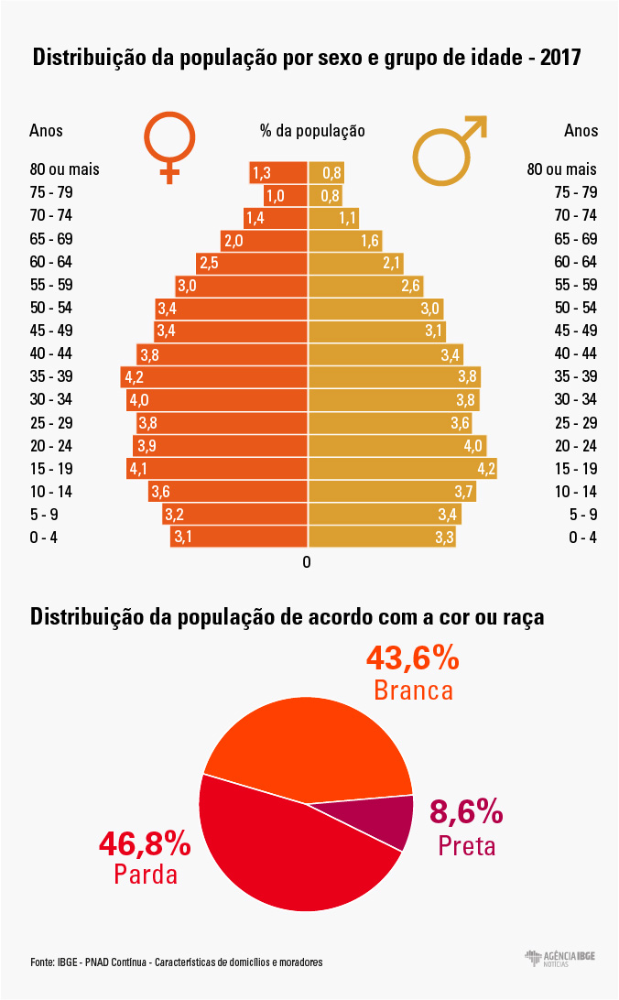 Distribuição da população por sexo e grupo de idade - 2017
Anos % da população Anos
80 ou mais 1,3 0,8 80 ou mais
75 - 79 1,0 0,8 75 - 79
70 - 74 1,4 1,1 70 - 74
65 - 69 2,0 1,6 65 - 69
60 - 64 2,5 2,1 60 - 64
55 - 59 3,0 2,6 55 - 59
50 - 54 3,4 3,0 50 - 54
45 - 49 3,4 3,1 45 - 49
40 - 44 3,8 3,4 40 - 44
35 - 39 4,2 3,8 35 - 39
30 - 34 4,0 3,8 30 - 34
25 - 29 3,8 3,6 25 - 29
20 - 24 3,9 4,0 20 - 24
15 - 19 4,1 4,2 15 - 19
10 - 14 3,6 3,7 10 - 14
5 - 9 3,2 3,4 5 - 9
0 - 4 3,1 3,3 0 - 4
0
Distribuição da população de acordo com a cor ou raça
43,6%
Branca
8,6%
Preta
46,8%
Parda
Fonte: IBGE - PNAD Contínua - Características de domicílios e moradores
AGÊNCIA IBGE
NOTÍCIAS